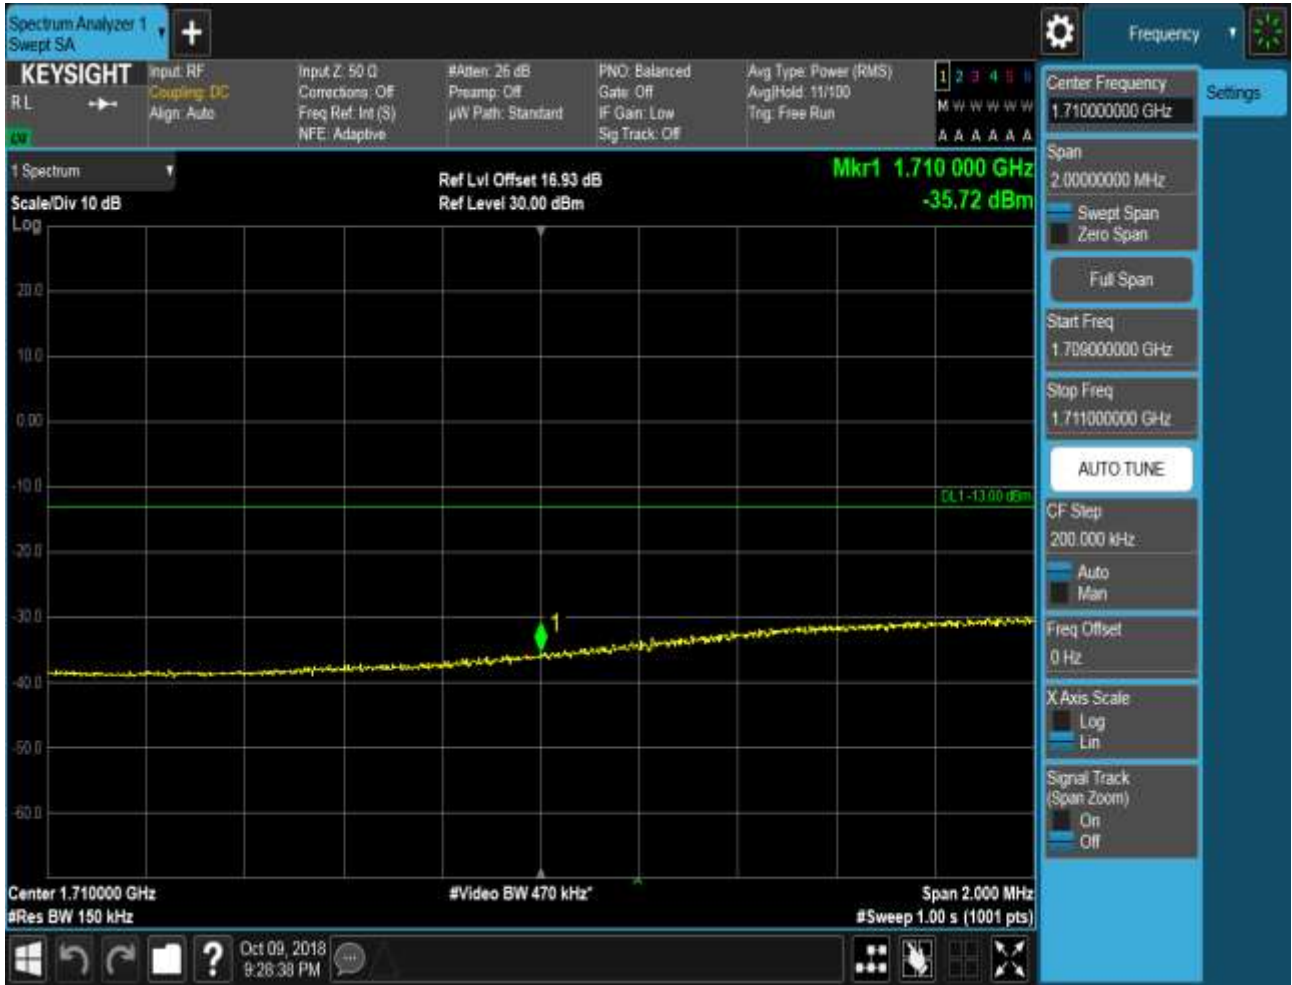 Spectrum Analyzer 1
Swept SA
+
Frequency
KEYSIGHT
RL
Input: RF
Coupling: DC
Align: Auto
Input Z: 50 Ω
Corrections: Off
Freq Ref: Int (S)
NFE: Adaptive
#Atten: 26 dB
Preamp: Off
µW Path: Standard
PNO: Balanced
Gate: Off
IF Gain: Low
Sig Track: Off
Avg Type: Power (RMS)
Avg|Hold: 11/100
Trig: Free Run
1 2 3 4 5 6
M W W W W W
A A A A A A
1 Spectrum
Scale/Div 10 dB
Log
Ref Lvl Offset 16.93 dB
Ref Level 30.00 dBm
Mkr1 1.710 000 GHz
-35.72 dBm
20.0
10.0
0.00
-10.0
DL1 -13.00 dBm
-20.0
-30.0
1
-40.0
-50.0
-60.0
Center 1.710000 GHz
#Res BW 150 kHz
#Video BW 470 kHz*
Span 2.000 MHz
#Sweep 1.00 s (1001 pts)
Center Frequency
1.710000000 GHz
Settings
Span
2.00000000 MHz
Swept Span
Zero Span
Full Span
Start Freq
1.709000000 GHz
Stop Freq
1.711000000 GHz
AUTO TUNE
CF Step
200.000 kHz
Auto
Man
Freq Offset
0 Hz
X Axis Scale
Log
Lin
Signal Track
(Span Zoom)
On
Off
?
Oct 09, 2018
9:28:38 PM